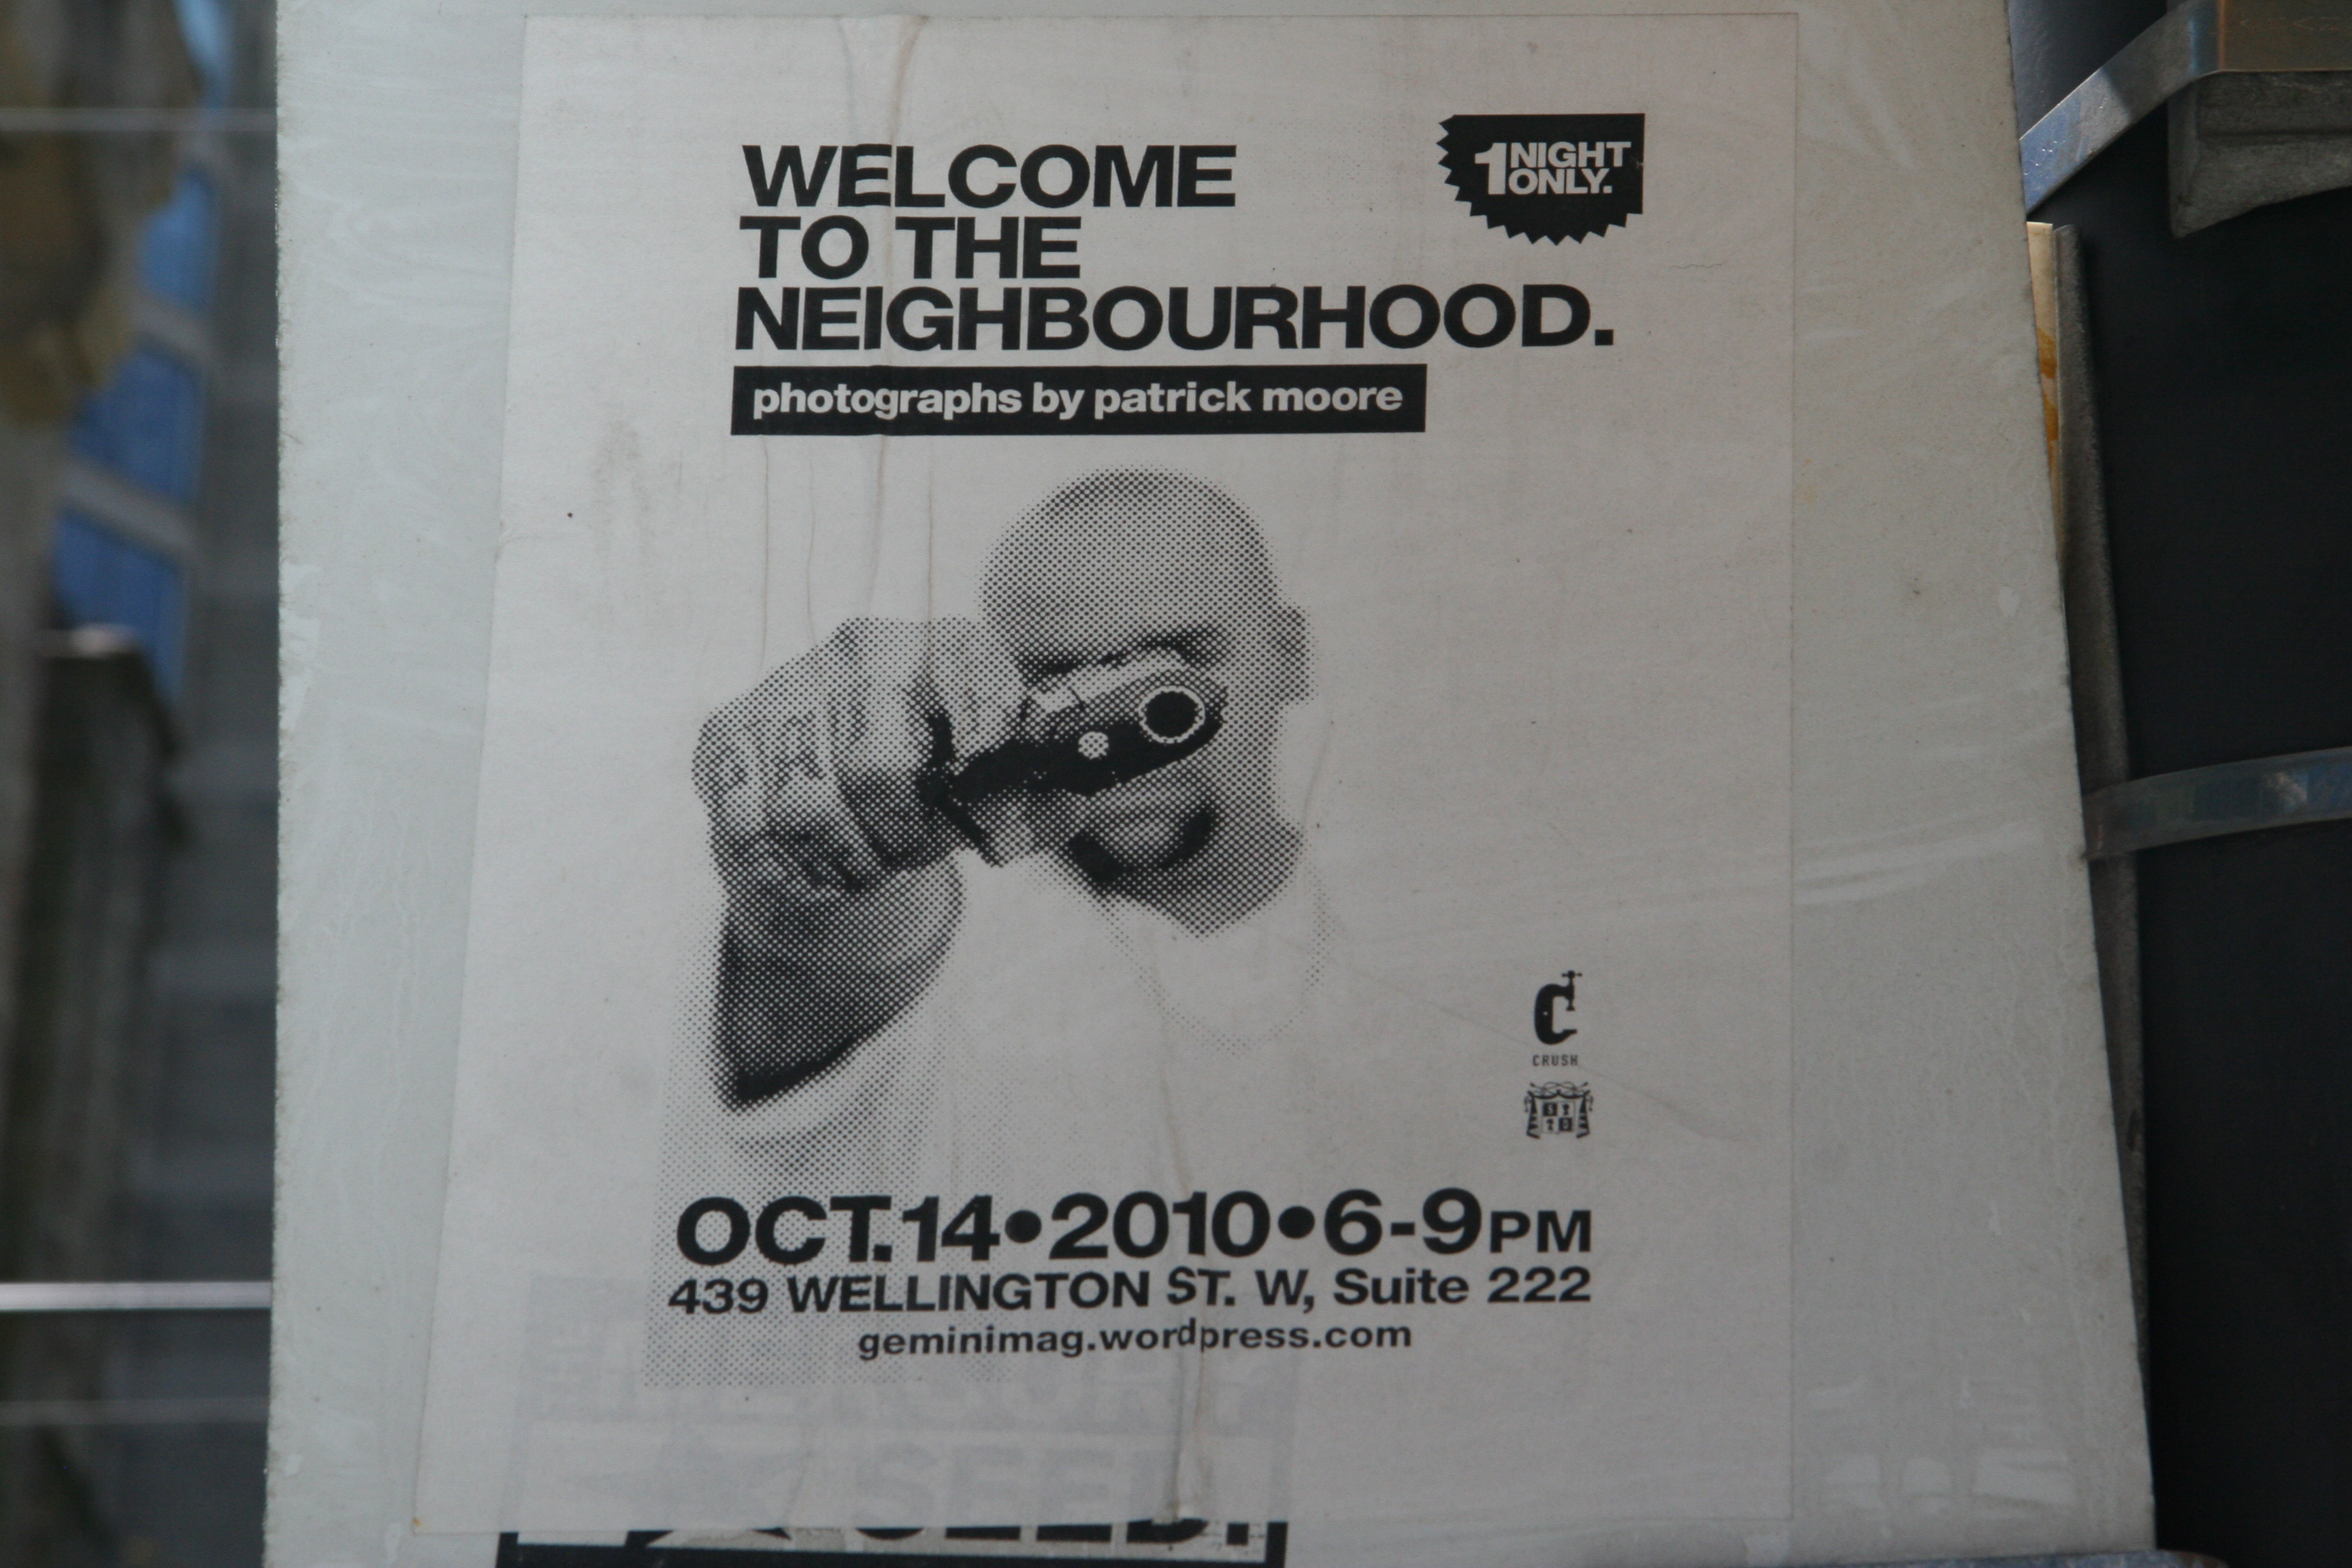 WELCOME
TO THE
NEIGHBOURHOOD.
1 NIGHT
ONLY.
photographs by patrick moore
CRUSH
OCT.14•2010•6-9PM
439 WELLINGTON ST. W, Suite 222
geminimag.wordpress.com
SEED.